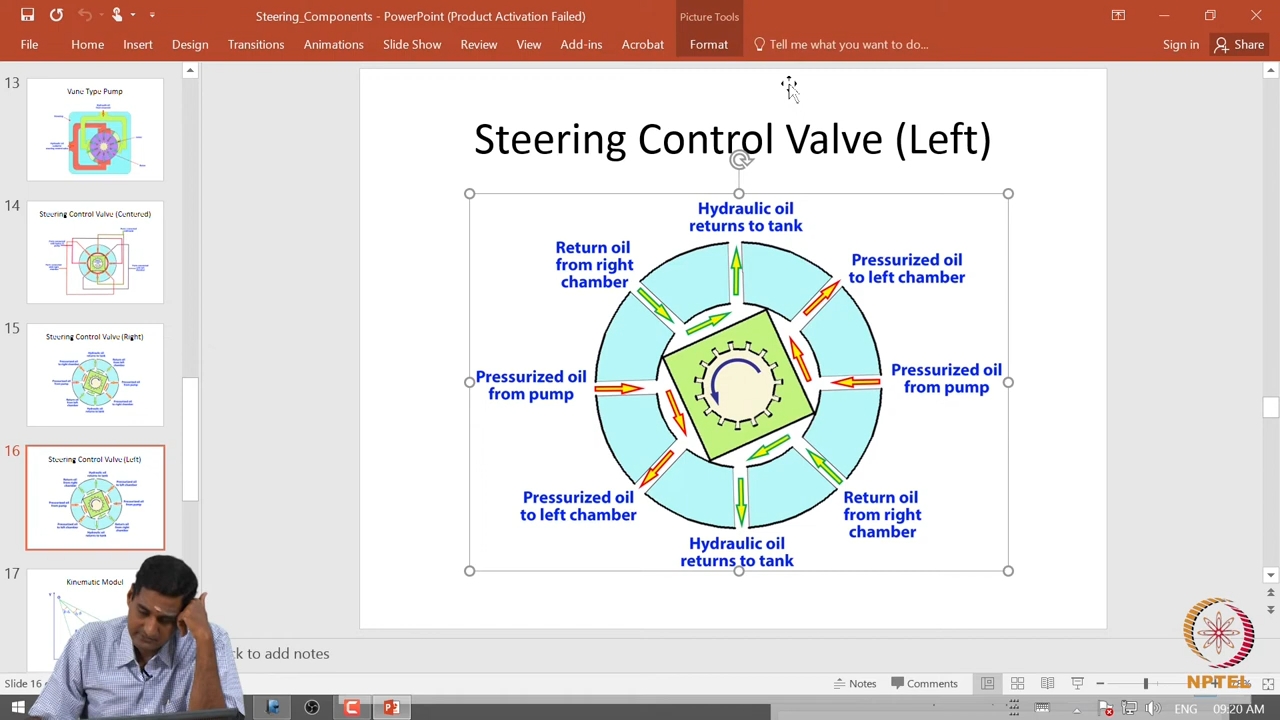 Steering_Components - PowerPoint (Product Activation Failed)
Picture Tools
File
Home
Insert
Design
Transitions
Animations
Slide Show
Review
View
Add-ins
Acrobat
Format
Tell me what you want to do...
Sign in
Share
13
Vane Type Pump
14
Steering Control Valve (Centered)
15
Steering Control Valve (Right)
16
Steering Control Valve (Left)
17
Kinematic Model
Steering Control Valve (Left)
Hydraulic oil
returns to tank
Return oil
from right
chamber
Pressurized oil
to left chamber
Pressurized oil
from pump
Pressurized oil
from pump
Pressurized oil
to left chamber
Return oil
from right
chamber
Hydraulic oil
returns to tank
ck to add notes
NPTEL
Slide 16
Notes
Comments
ENG
09:20 AM